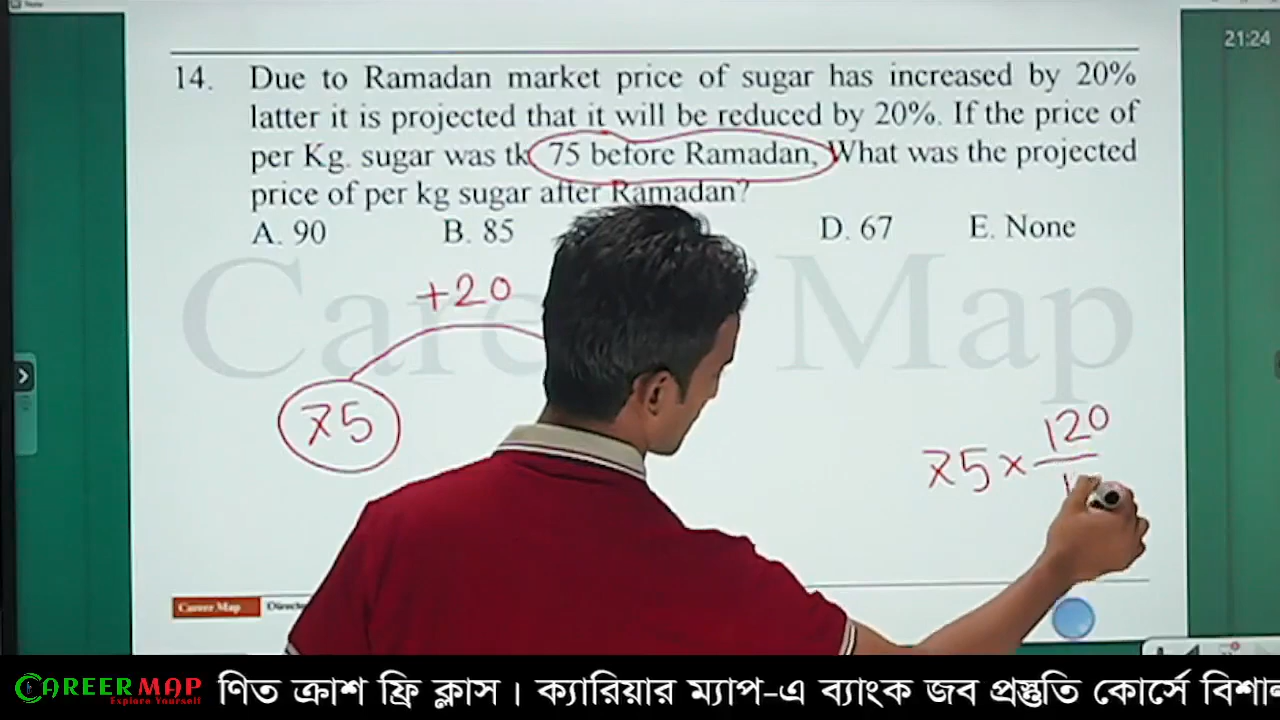 21:24
14. Due to Ramadan market price of sugar has increased by 20%
latter it is projected that it will be reduced by 20%. If the price of
per Kg. sugar was tk 75 before Ramadan, What was the projected
price of per kg sugar after Ramadan?
A. 90 B. 85 D. 67 E. None
Career Map
+20
75
75 × 120
Career Map
CAREER MAP
Explore Yourself
ণিত ক্রাশ ফ্রি ক্লাস। ক্যারিয়ার ম্যাপ-এ ব্যাংক জব প্রস্তুতি কোর্সে বিশা